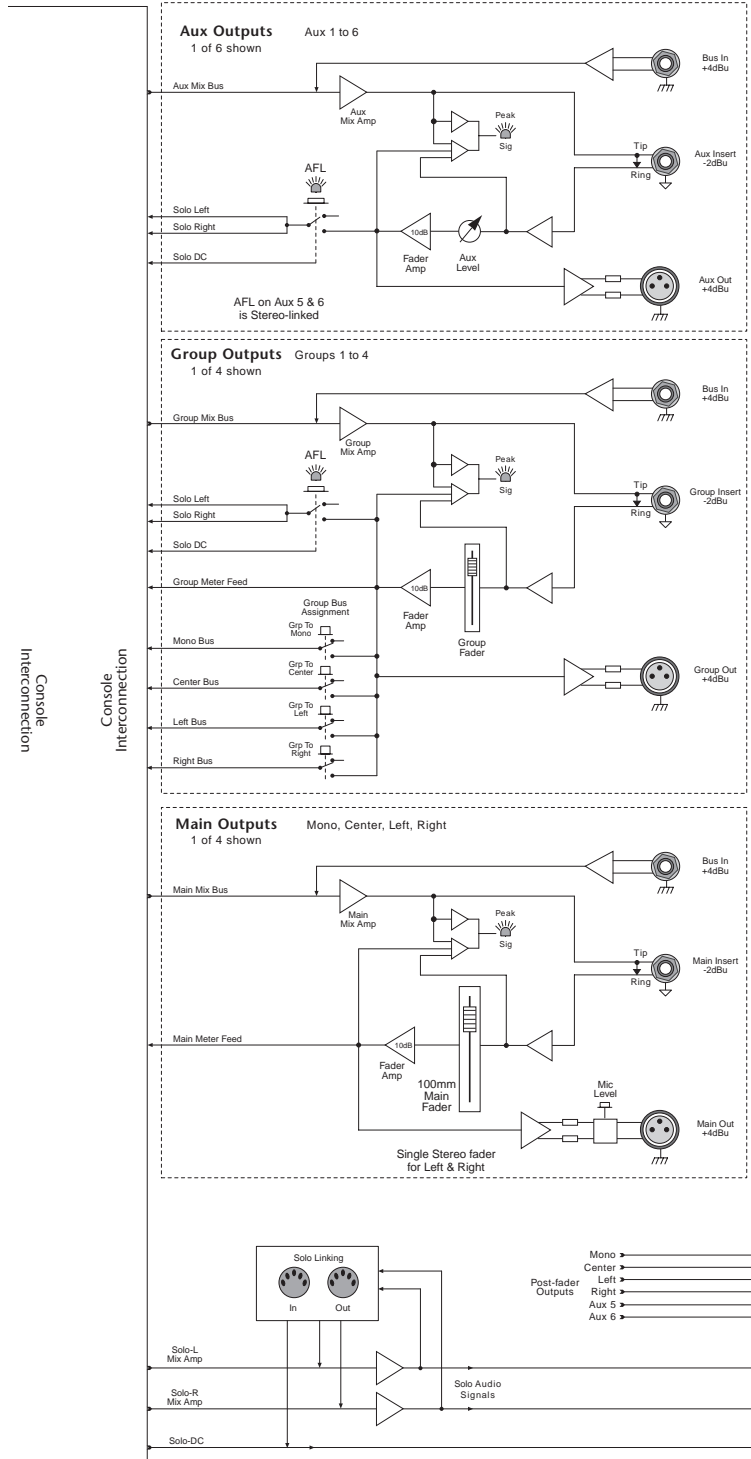 Aux Outputs Aux 1 to 6
1 of 6 shown
Bus In
+4dBu
Aux Mix Bus
Aux
Mix Amp
Peak
Sig
Tip
Ring
Aux Insert
-2dBu
AFL
Solo Left
Solo Right
Solo DC
10dB
Fader
Amp
Aux
Level
AFL on Aux 5 & 6
is Stereo-linked
Aux Out
+4dBu
Group Outputs Groups 1 to 4
1 of 4 shown
Bus In
+4dBu
Group Mix Bus
Group
Mix Amp
Peak
Sig
Tip
Ring
Group Insert
-2dBu
AFL
Solo Left
Solo Right
Solo DC
Group Meter Feed
10dB
Fader
Amp
Group
Fader
Group Bus
Assignment
Grp To
Mono
Mono Bus
Grp To
Center
Center Bus
Grp To
Left
Left Bus
Grp To
Right
Right Bus
Group Out
+4dBu
Console
Interconnection
Console
Interconnection
Main Outputs Mono, Center, Left, Right
1 of 4 shown
Bus In
+4dBu
Main Mix Bus
Main
Mix Amp
Peak
Sig
Tip
Ring
Main Insert
-2dBu
Main Meter Feed
10dB
Fader
Amp
100mm
Main
Fader
Mic
Level
Main Out
+4dBu
Single Stereo fader
for Left & Right
Solo Linking
In Out
Post-fader
Outputs
Mono
Center
Left
Right
Aux 5
Aux 6
Solo-L
Mix Amp
Solo-R
Mix Amp
Solo Audio
Signals
Solo-DC